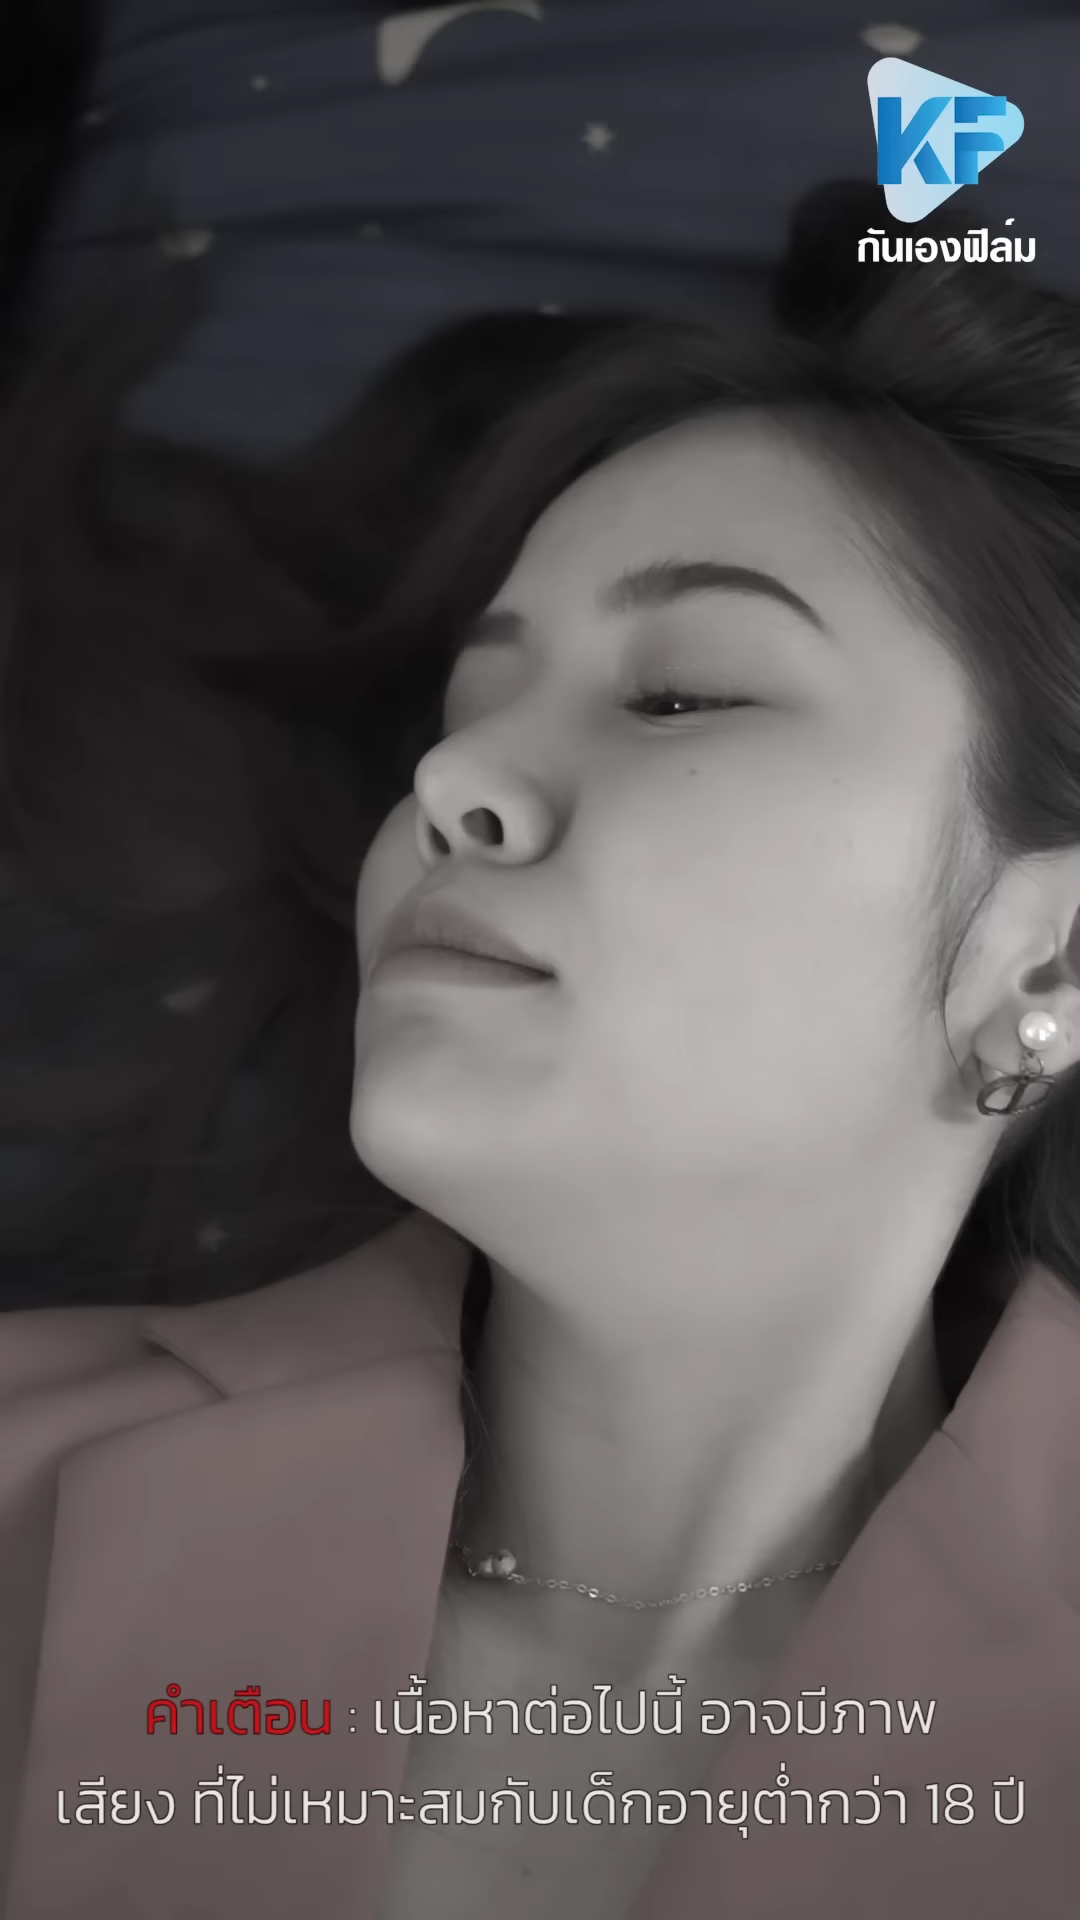 KF
กันเองฟิล์ม
คำเตือน : เนื้อหาต่อไปนี้ อาจมีภาพ
เสียง ที่ไม่เหมาะสมกับเด็กอายุต่ำกว่า 18 ปี